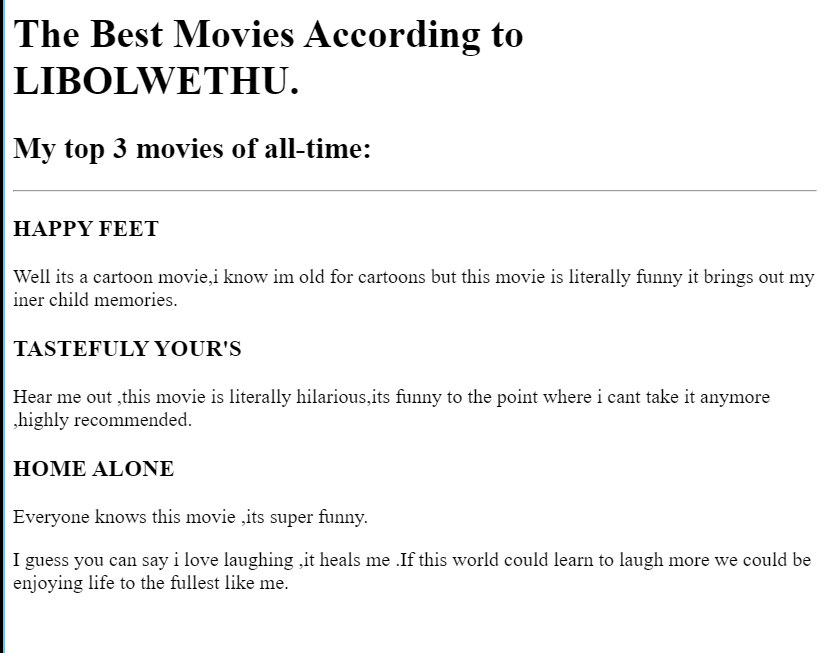 The Best Movies According to
LIBOLWETHU.
My top 3 movies of all-time:
HAPPY FEET
Well its a cartoon movie,i know im old for cartoons but this movie is literally funny it brings out my
iner child memories.
TASTEFULY YOUR'S
Hear me out ,this movie is literally hilarious,its funny to the point where i cant take it anymore
,highly recommended.
HOME ALONE
Everyone knows this movie ,its super funny.
I guess you can say i love laughing ,it heals me .If this world could learn to laugh more we could be
enjoying life to the fullest like me.